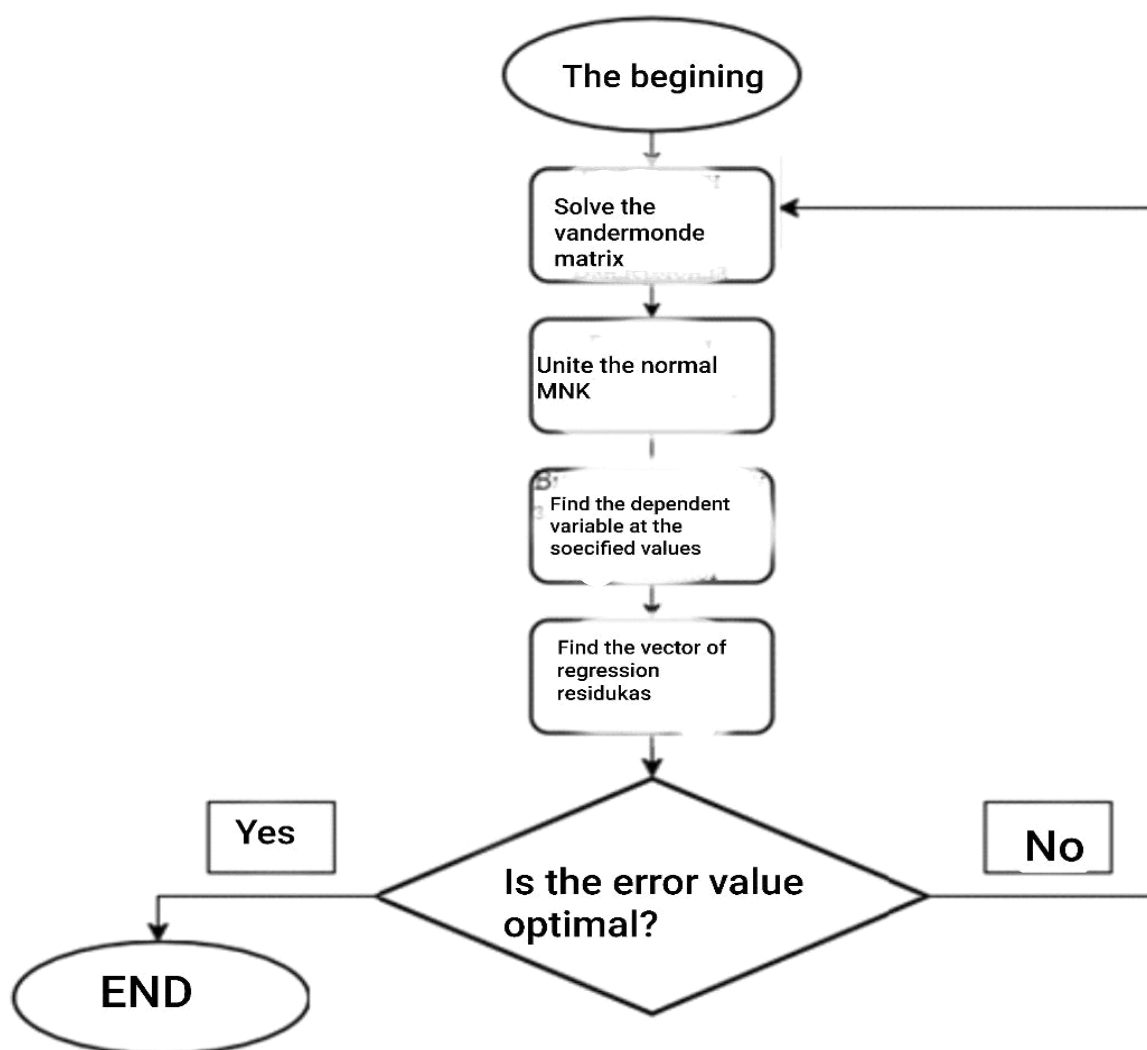 The begining
Solve the
vandermonde
matrix
Unite the normal
MNK
Find the dependent
variable at the
soecified values
Find the vector of
regression
residukas
Yes
No
Is the error value
optimal?
END